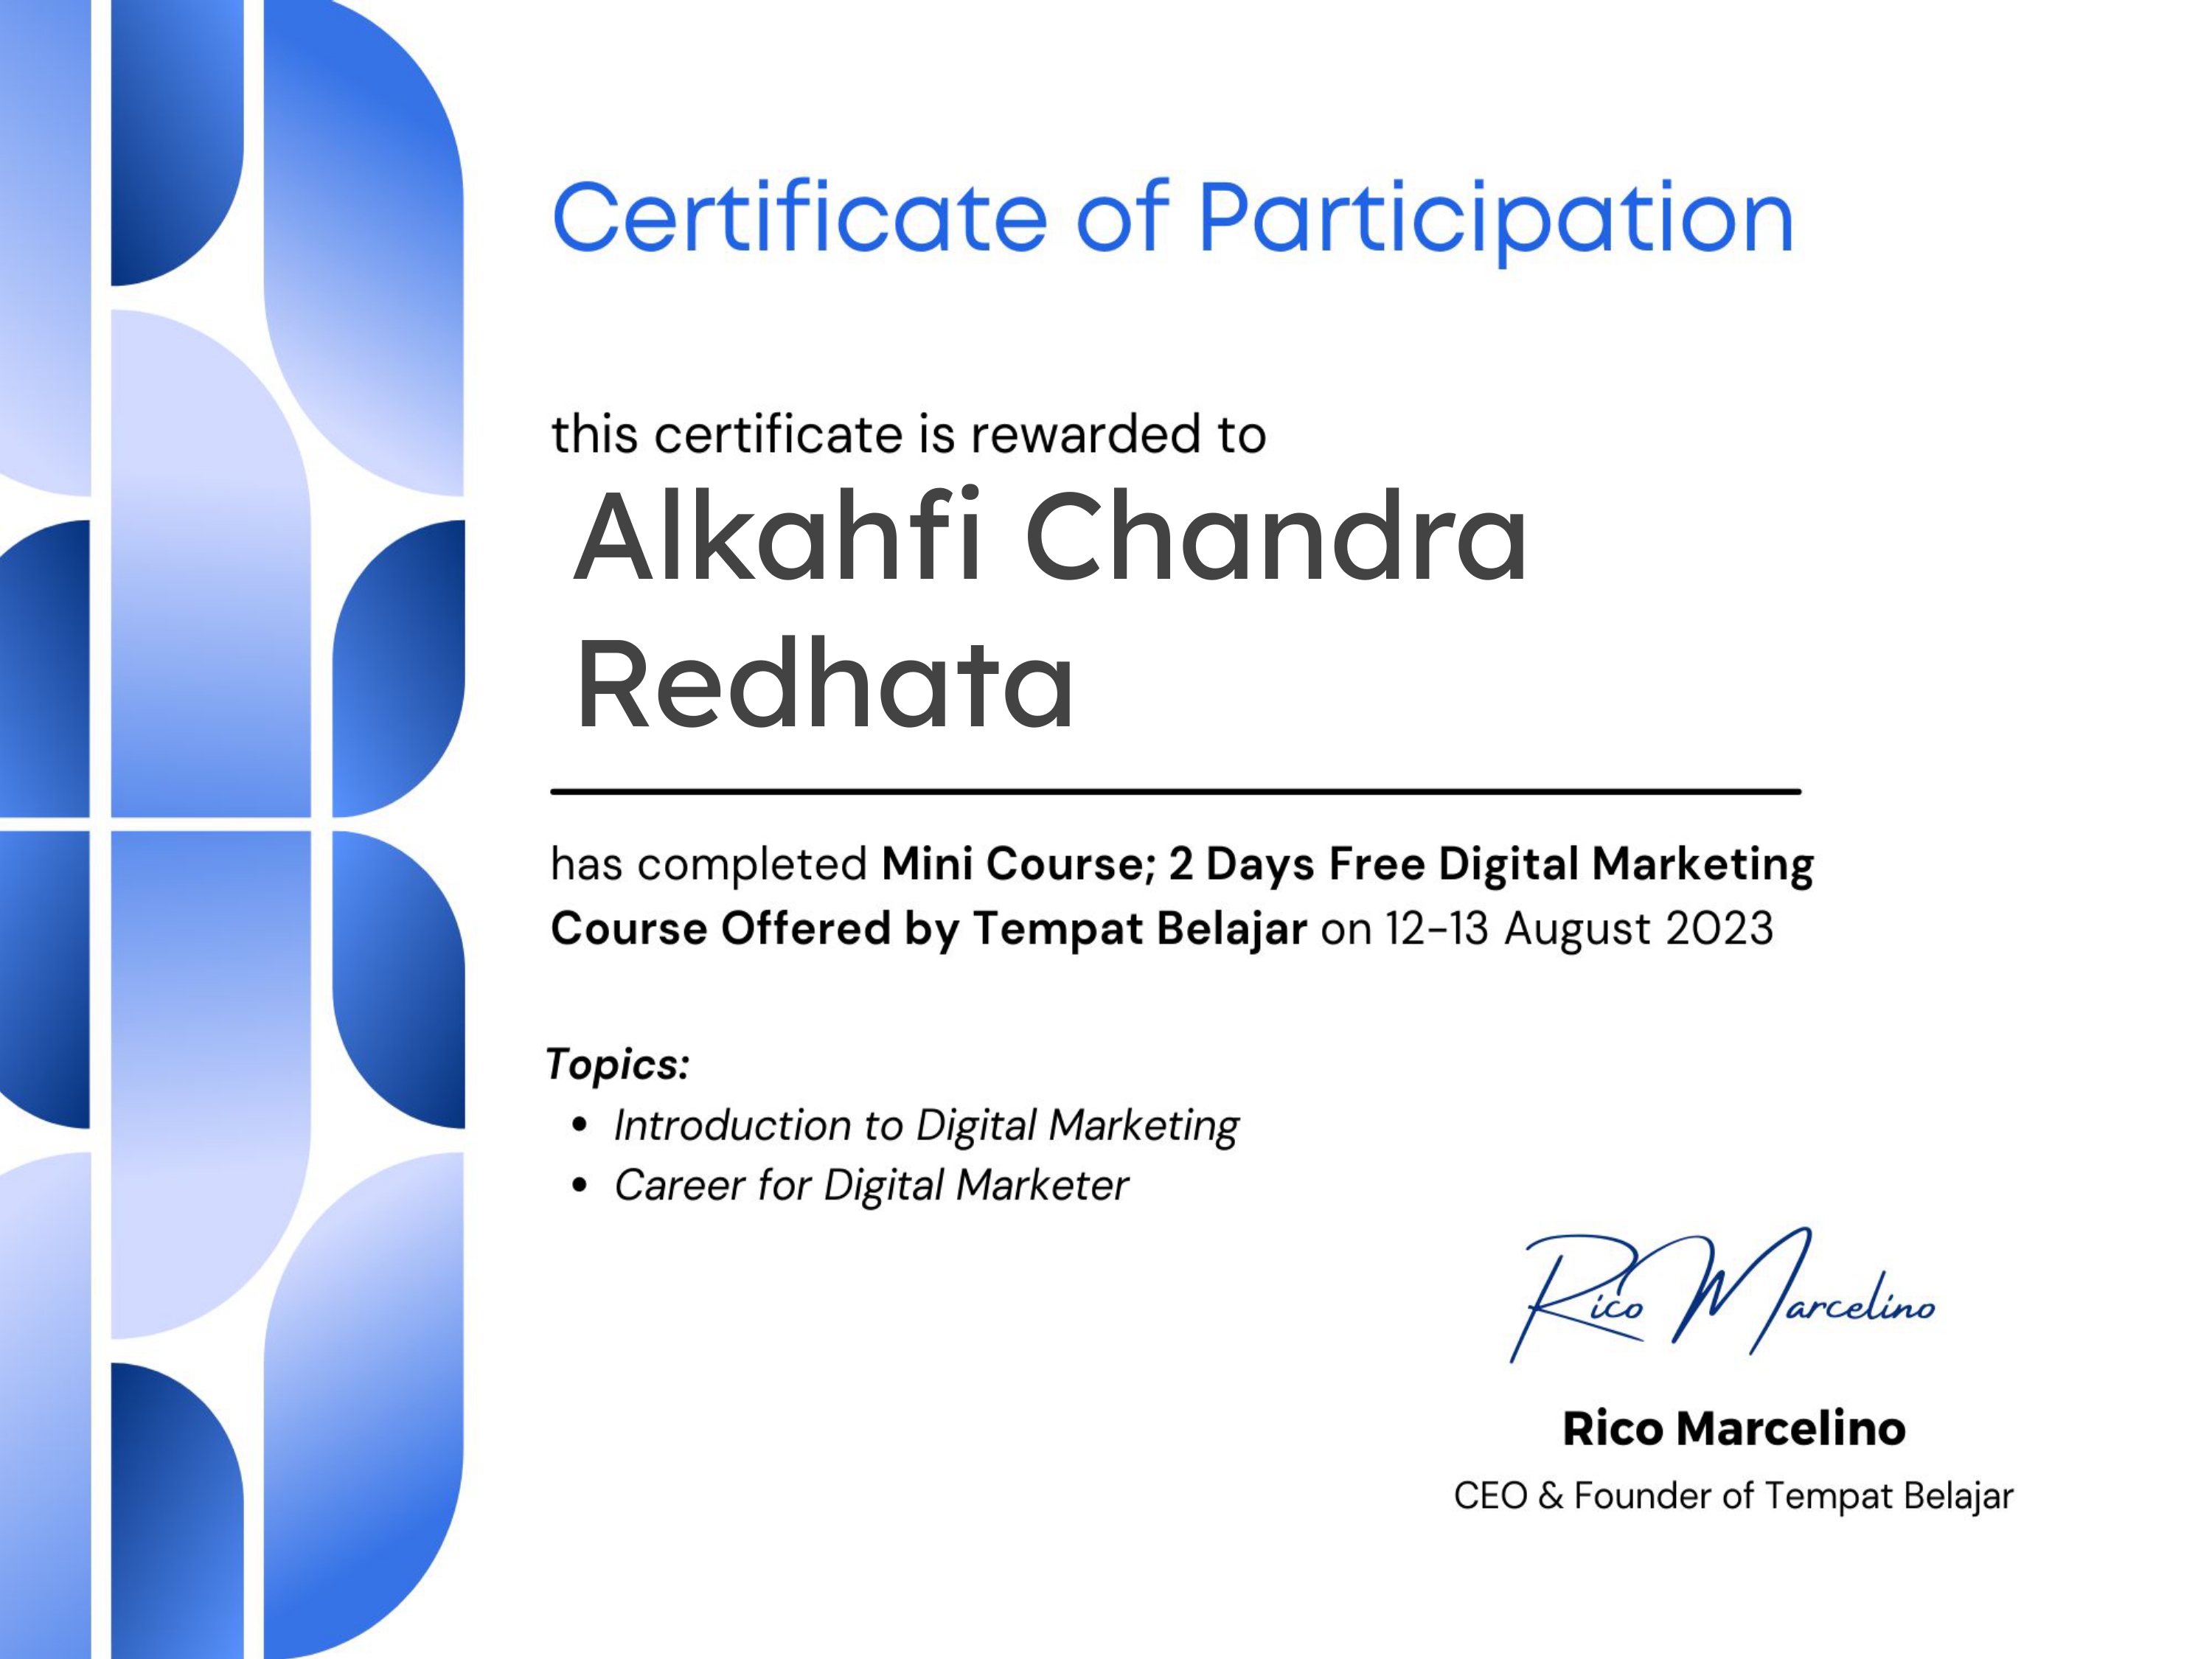 Certificate of Participation
this certificate is rewarded to
Alkahfi Chandra
Redhata
has completed Mini Course; 2 Days Free Digital Marketing
Course Offered by Tempat Belajar on 12-13 August 2023
Topics:
• Introduction to Digital Marketing
• Career for Digital Marketer
Rico Marcelino
Rico Marcelino
CEO & Founder of Tempat Belajar